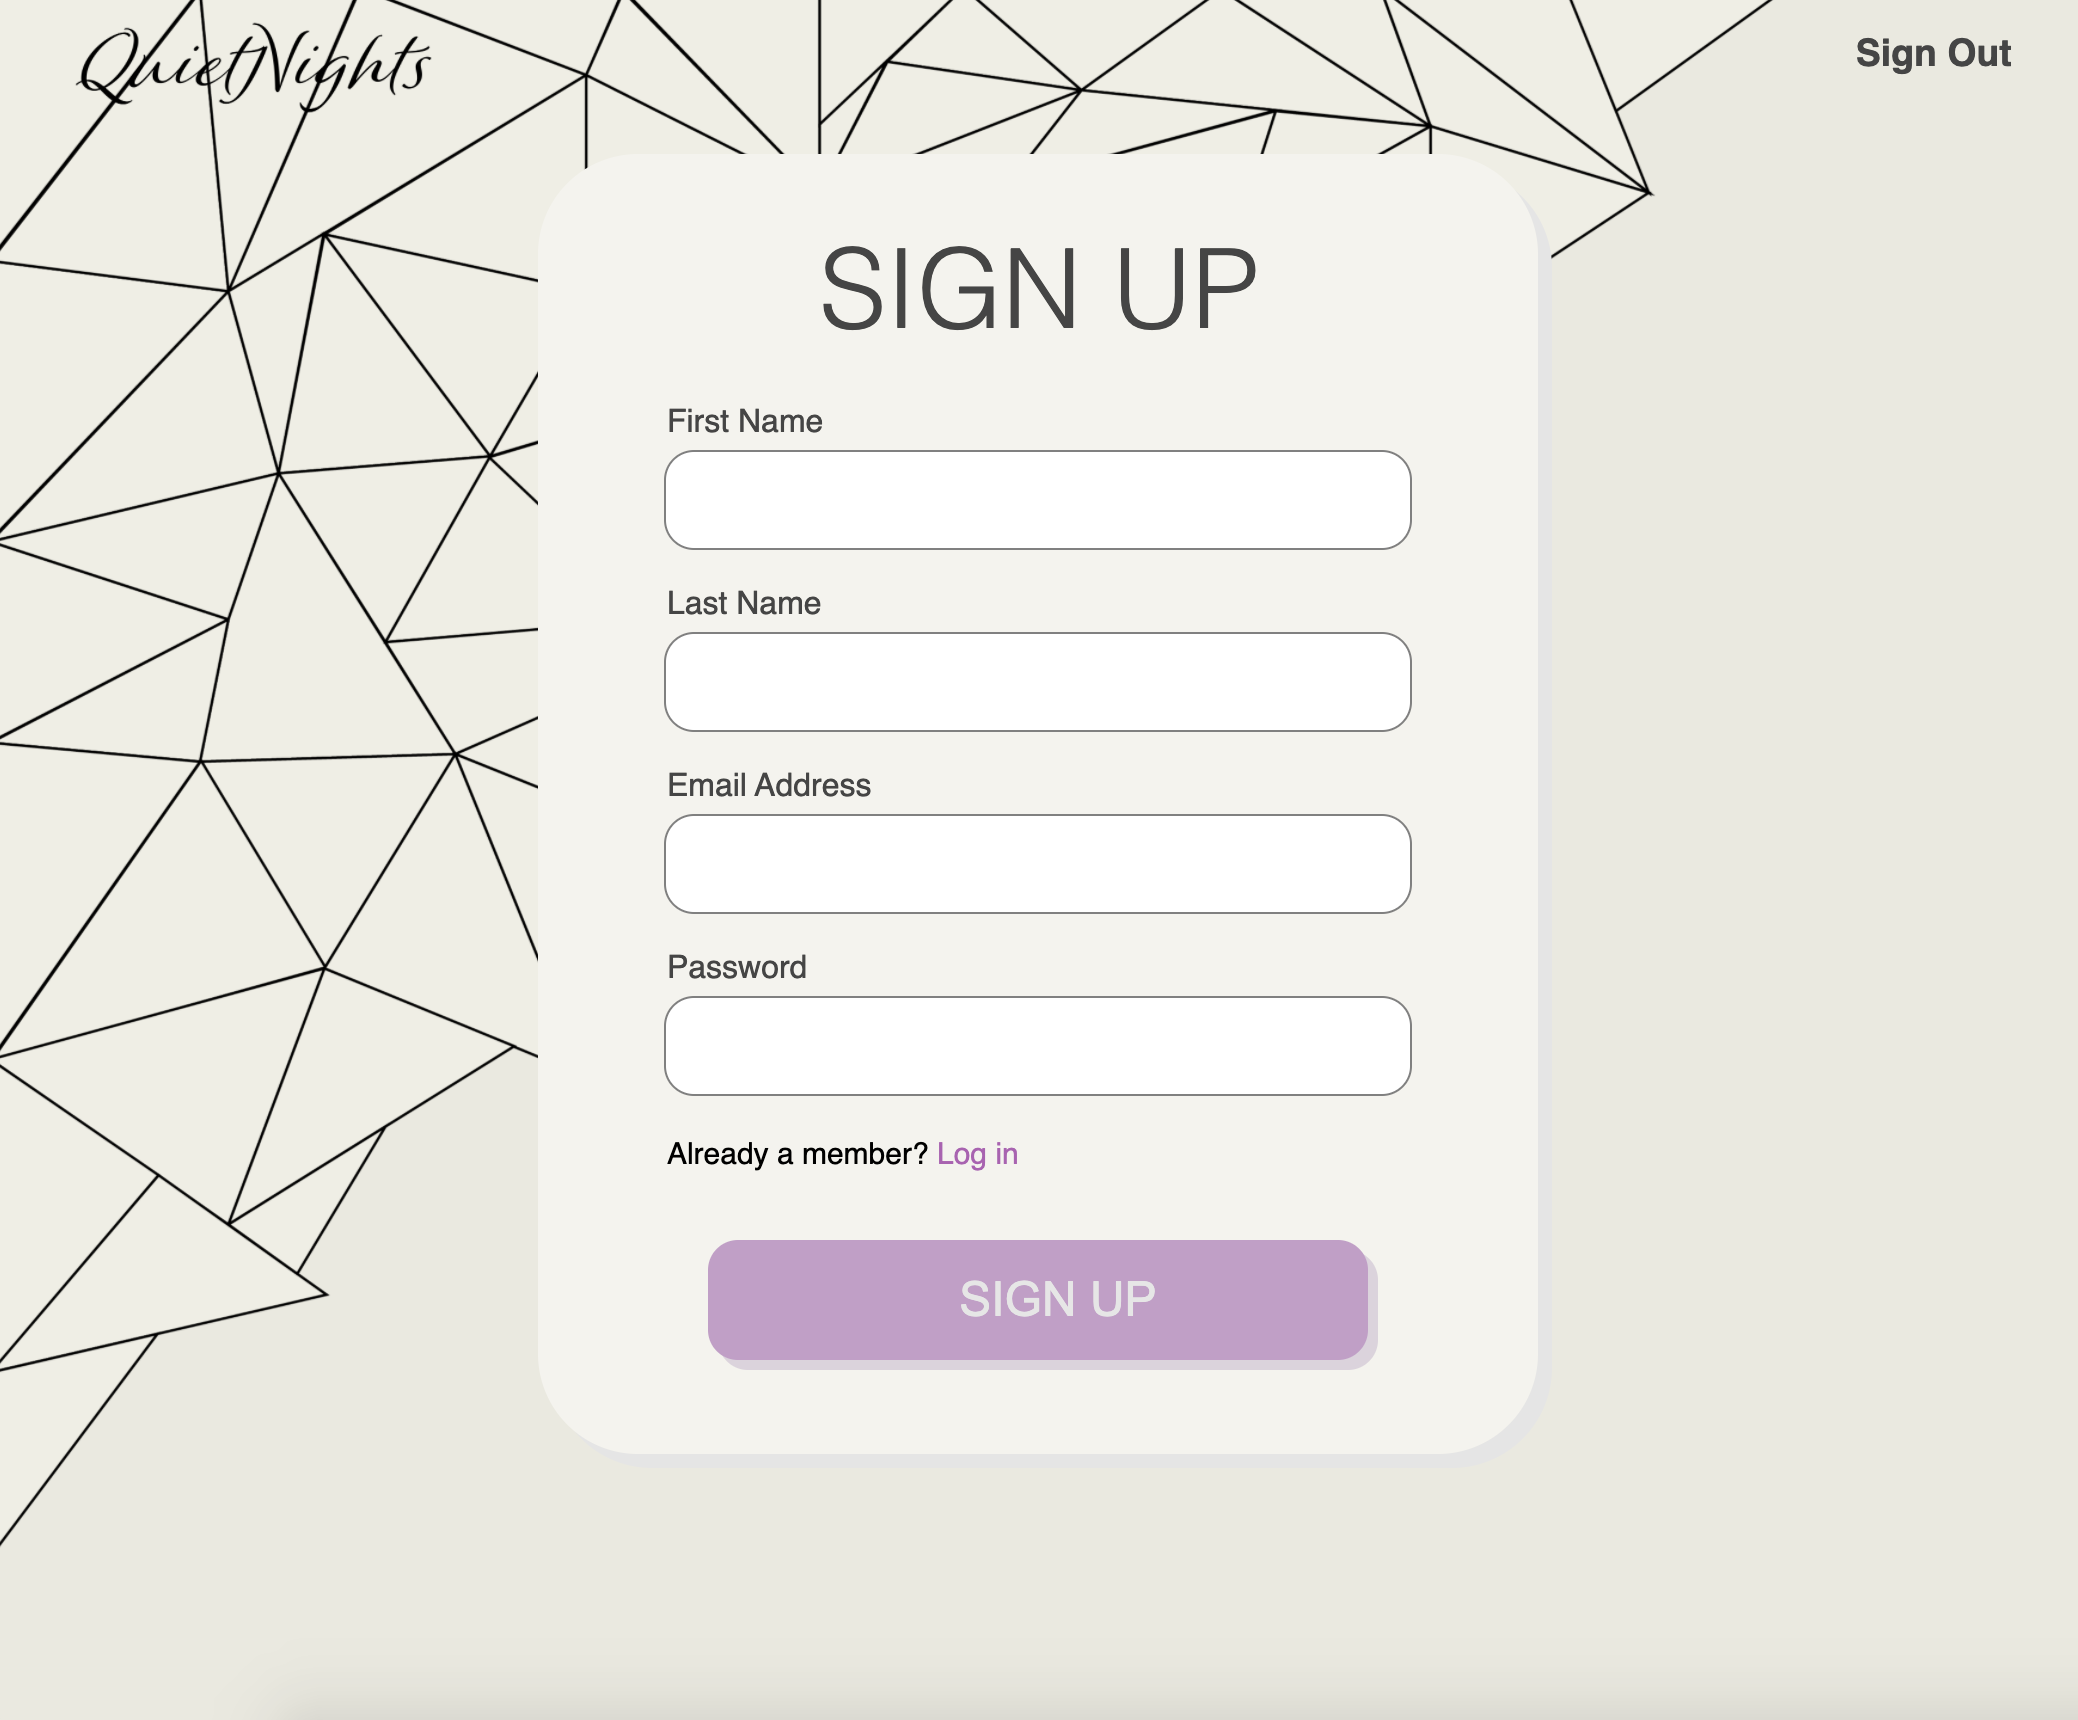 QuietNights
Sign Out
SIGN UP
First Name
Last Name
Email Address
Password
Already a member? Log in
SIGN UP